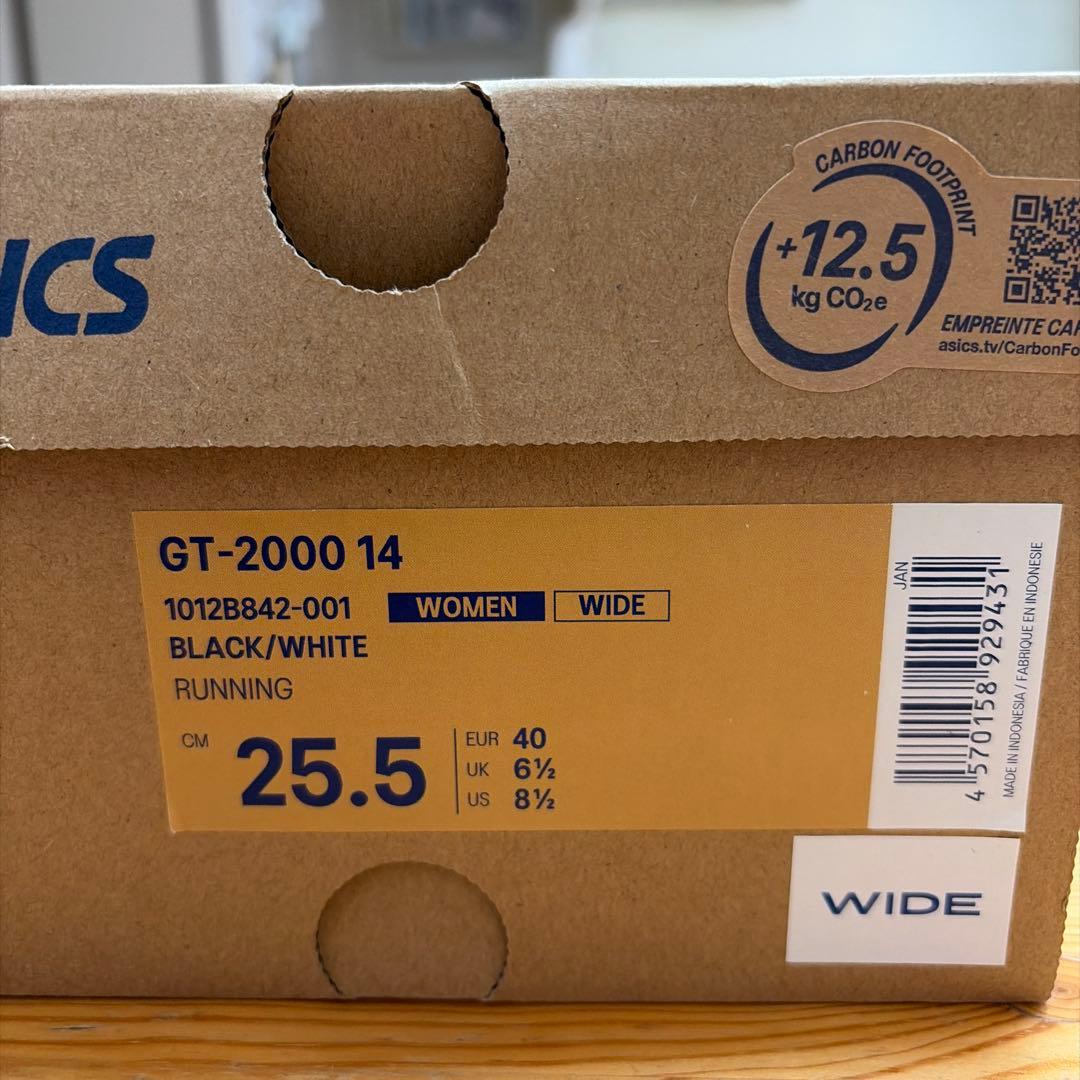 ICS
CARBON FOOTPRINT
+12.5
kg CO₂e
EMPREINTE CAR
asics.tv/CarbonFo
GT-2000 14
1012B842-001 WOMEN WIDE
BLACK/WHITE
RUNNING
CM 25.5
EUR 40
UK 6½
US 8½
JAN
4 570158 929431
MADE IN INDONESIA / FABRIQUE EN INDONESIE
WIDE